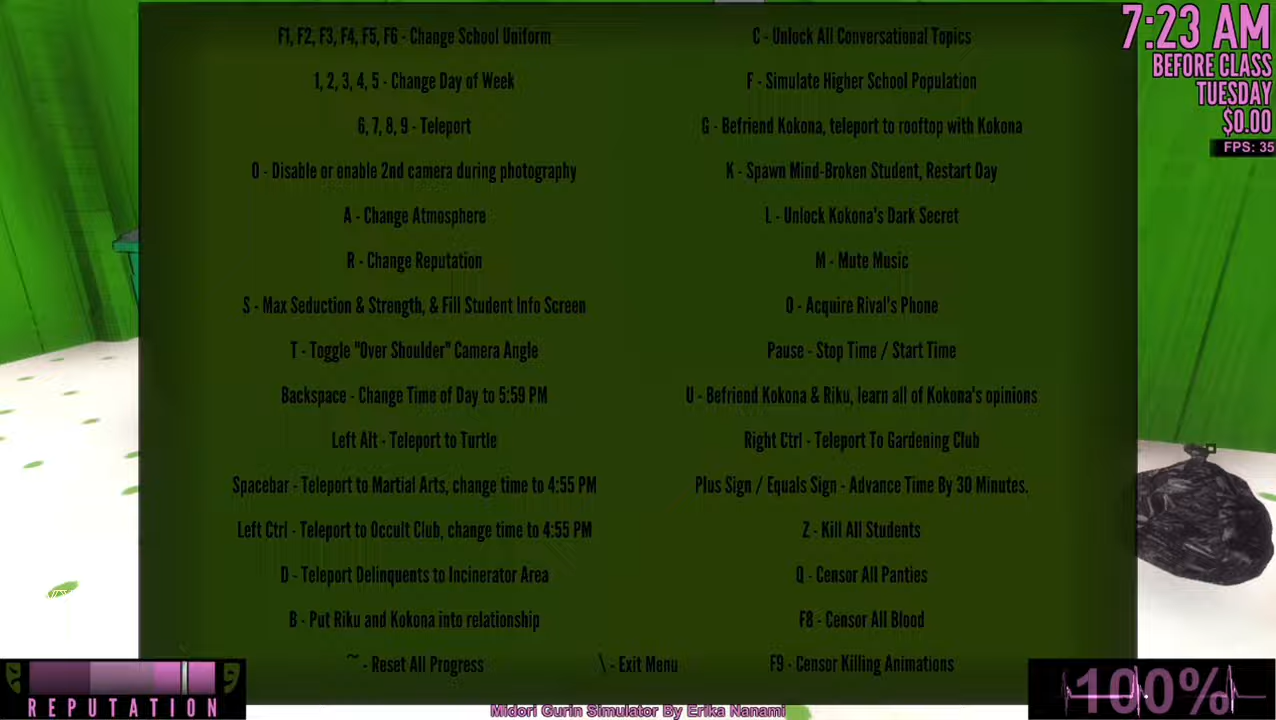 F1, F2, F3, F4, F5, F6 - Change School Uniform
1, 2, 3, 4, 5 - Change Day of Week
6, 7, 8, 9 - Teleport
0 - Disable or enable 2nd camera during photography
A - Change Atmosphere
R - Change Reputation
S - Max Seduction & Strength, & Fill Student Info Screen
T - Toggle "Over Shoulder" Camera Angle
Backspace - Change Time of Day to 5:59 PM
Left Alt - Teleport to Turtle
Spacebar - Teleport to Martial Arts, change time to 4:55 PM
Left Ctrl - Teleport to Occult Club, change time to 4:55 PM
D - Teleport Delinquents to Incinerator Area
B - Put Riku and Kokona into relationship
~ - Reset All Progress
\ - Exit Menu
C - Unlock All Conversational Topics
F - Simulate Higher School Population
G - Befriend Kokona, teleport to rooftop with Kokona
K - Spawn Mind-Broken Student, Restart Day
L - Unlock Kokona's Dark Secret
M - Mute Music
O - Acquire Rival's Phone
Pause - Stop Time / Start Time
U - Befriend Kokona & Riku, learn all of Kokona's opinions
Right Ctrl - Teleport To Gardening Club
Plus Sign / Equals Sign - Advance Time By 30 Minutes.
Z - Kill All Students
Q - Censor All Panties
F8 - Censor All Blood
F9 - Censor Killing Animations
7:23 AM
BEFORE CLASS
TUESDAY
$0.00
FPS: 35
REPUTATION
Midori Gurin Simulator By Erika Nanami
100%